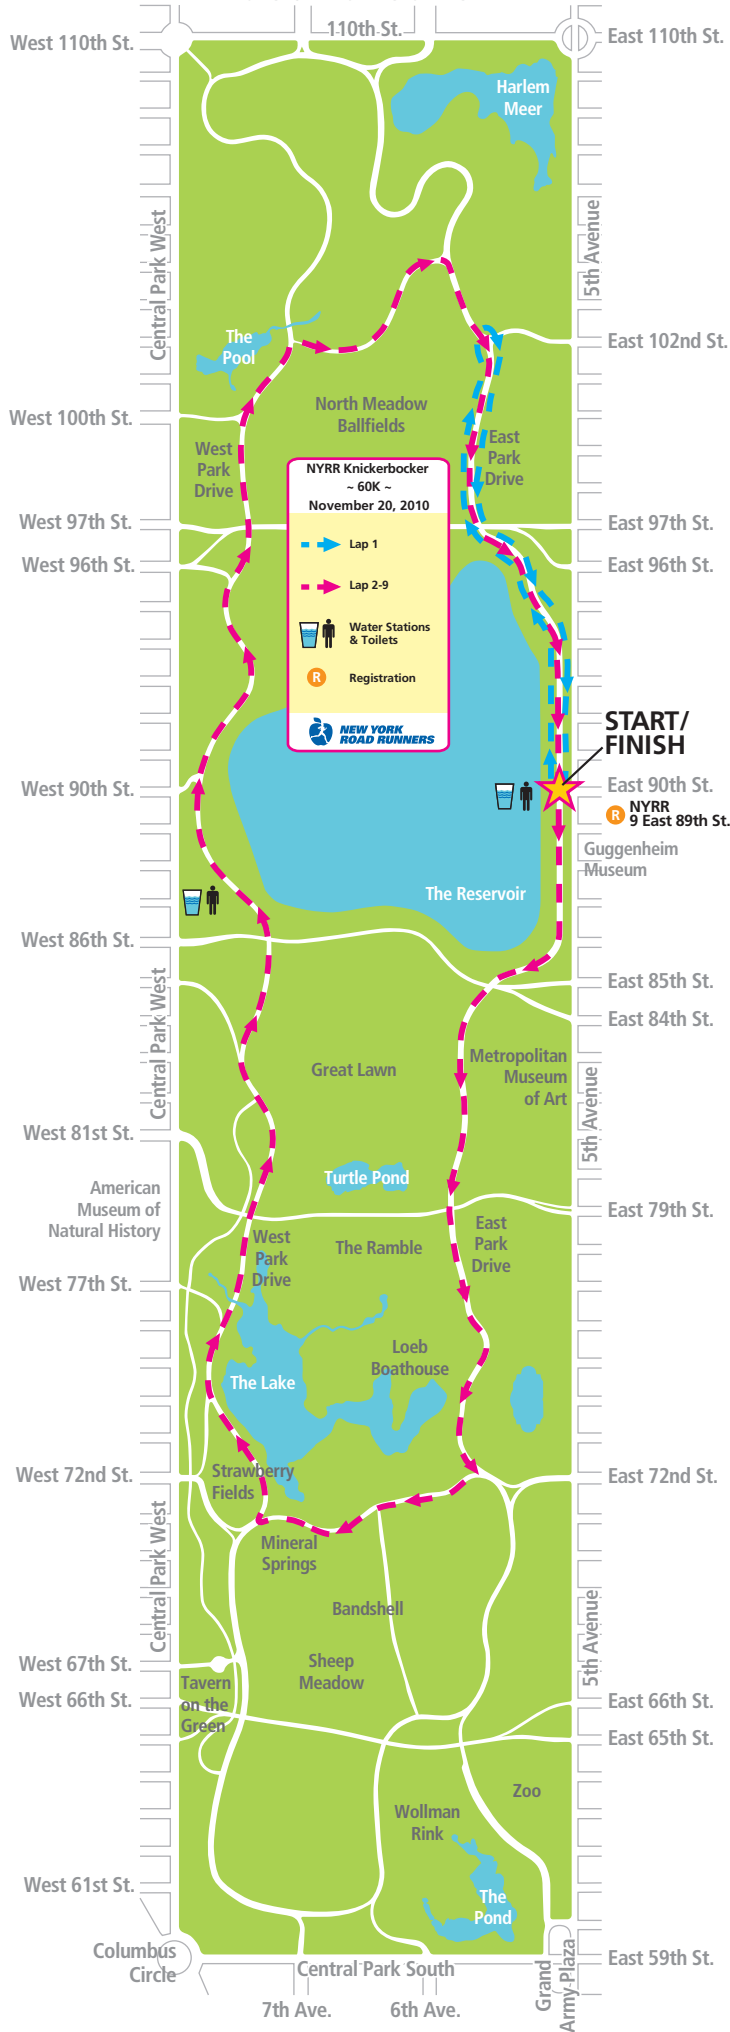 110th St.
West 110th St.
East 110th St.
Harlem
Meer
Central Park West
5th Avenue
The
Pool
East 102nd St.
North Meadow
Ballfields
West 100th St.
West
Park
Drive
East
Park
Drive
NYRR Knickerbocker
~ 60K ~
November 20, 2010
Lap 1
Lap 2-9
Water Stations
& Toilets
R
Registration
NEW YORK
ROAD RUNNERS
West 97th St.
East 97th St.
West 96th St.
East 96th St.
START/
FINISH
West 90th St.
East 90th St.
R
NYRR
9 East 89th St.
Guggenheim
Museum
The Reservoir
West 86th St.
East 85th St.
East 84th St.
Central Park West
Great Lawn
Metropolitan
Museum
of Art
5th Avenue
West 81st St.
Turtle Pond
American
Museum of
Natural History
East 79th St.
West
Park
Drive
The Ramble
East
Park
Drive
West 77th St.
Loeb
Boathouse
The Lake
Strawberry
Fields
West 72nd St.
East 72nd St.
Central Park West
Mineral
Springs
Bandshell
5th Avenue
Sheep
Meadow
West 67th St.
Tavern
on the
Green
West 66th St.
East 66th St.
East 65th St.
Zoo
Wollman
Rink
West 61st St.
The
Pond
Columbus
Circle
Central Park South
Grand
Army Plaza
East 59th St.
7th Ave.
6th Ave.